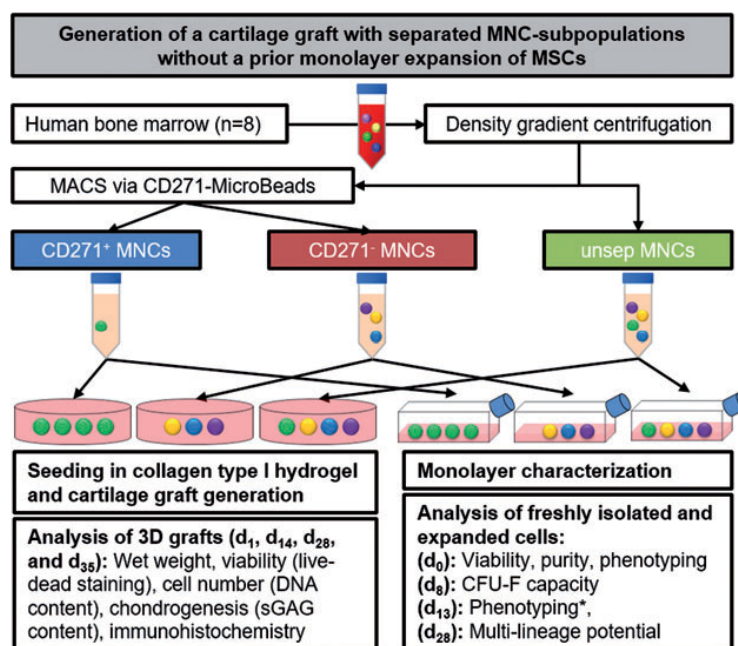 Generation of a cartilage graft with separated MNC-subpopulations
without a prior monolayer expansion of MSCs
Human bone marrow (n=8)
Density gradient centrifugation
MACS via CD271-MicroBeads
CD271⁺ MNCs
CD271⁻ MNCs
unsep MNCs
Seeding in collagen type I hydrogel
and cartilage graft generation
Analysis of 3D grafts (d₁, d₁₄, d₂₈,
and d₃₅): Wet weight, viability (live-
dead staining), cell number (DNA
content), chondrogenesis (sGAG
content), immunohistochemistry
Monolayer characterization
Analysis of freshly isolated and
expanded cells:
(d₀): Viability, purity, phenotyping
(d₈): CFU-F capacity
(d₁₃): Phenotyping*,
(d₂₈): Multi-lineage potential